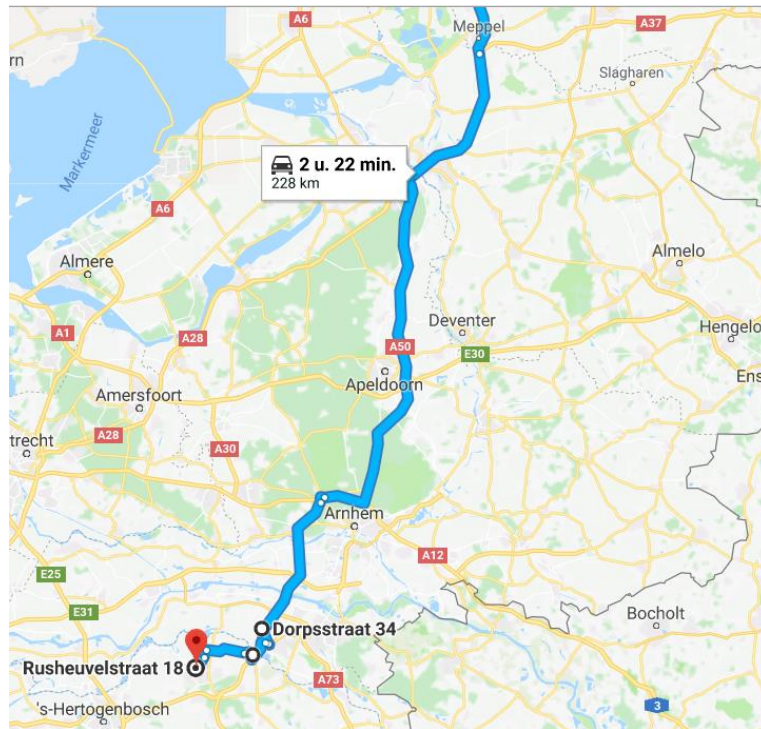 A6
Meppel
A37
rn
Slagharen
Markermeer
2 u. 22 min.
228 km
A6
Almere
Almelo
A1
A28
Deventer
Hengelo
A50
E30
Apeldoorn
Ens
Amersfoort
trecht
A28
A30
Arnhem
A12
E25
E31
Bocholt
Dorpsstraat 34
Rusheuvelstraat 18
A73
's-Hertogenbosch
3